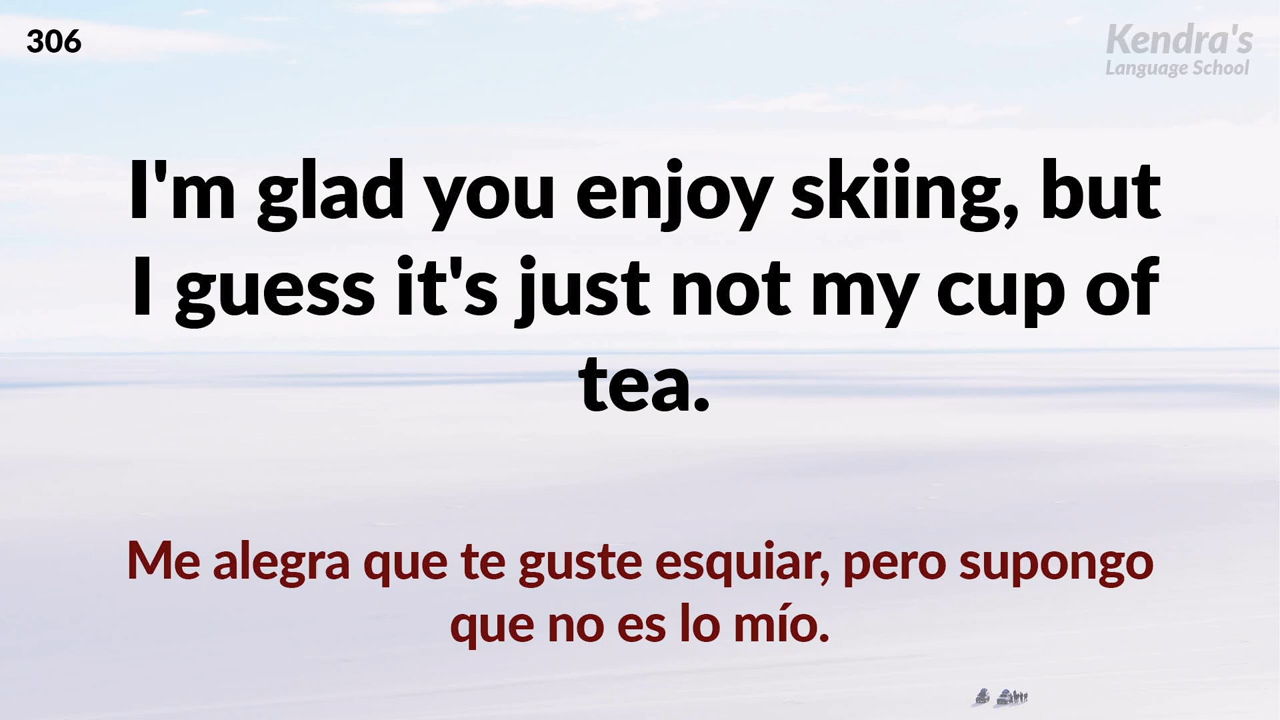 306
Kendra's
Language School
I'm glad you enjoy skiing, but
I guess it's just not my cup of
tea.
Me alegra que te guste esquiar, pero supongo
que no es lo mío.